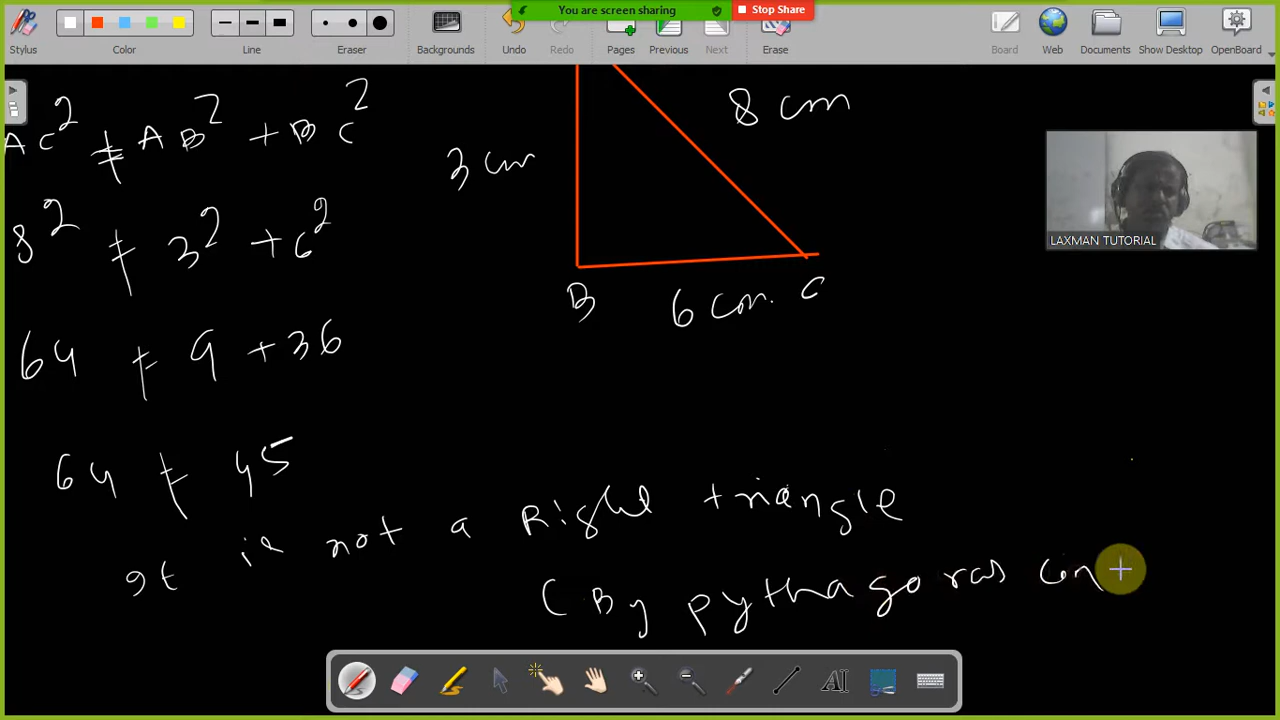 You are screen sharing Stop Share
Stylus Color Line Eraser Backgrounds Undo Redo Pages Previous Next Erase Board Web Documents Show Desktop OpenBoard
AC² ≠ AB² + BC²
8 cm
3 cm
8² ≠ 3² + 6²
LAXMAN TUTORIAL
B 6 cm. C
64 ≠ 9 + 36
64 ≠ 45
It is not a Right triangle
( By pythagoras con